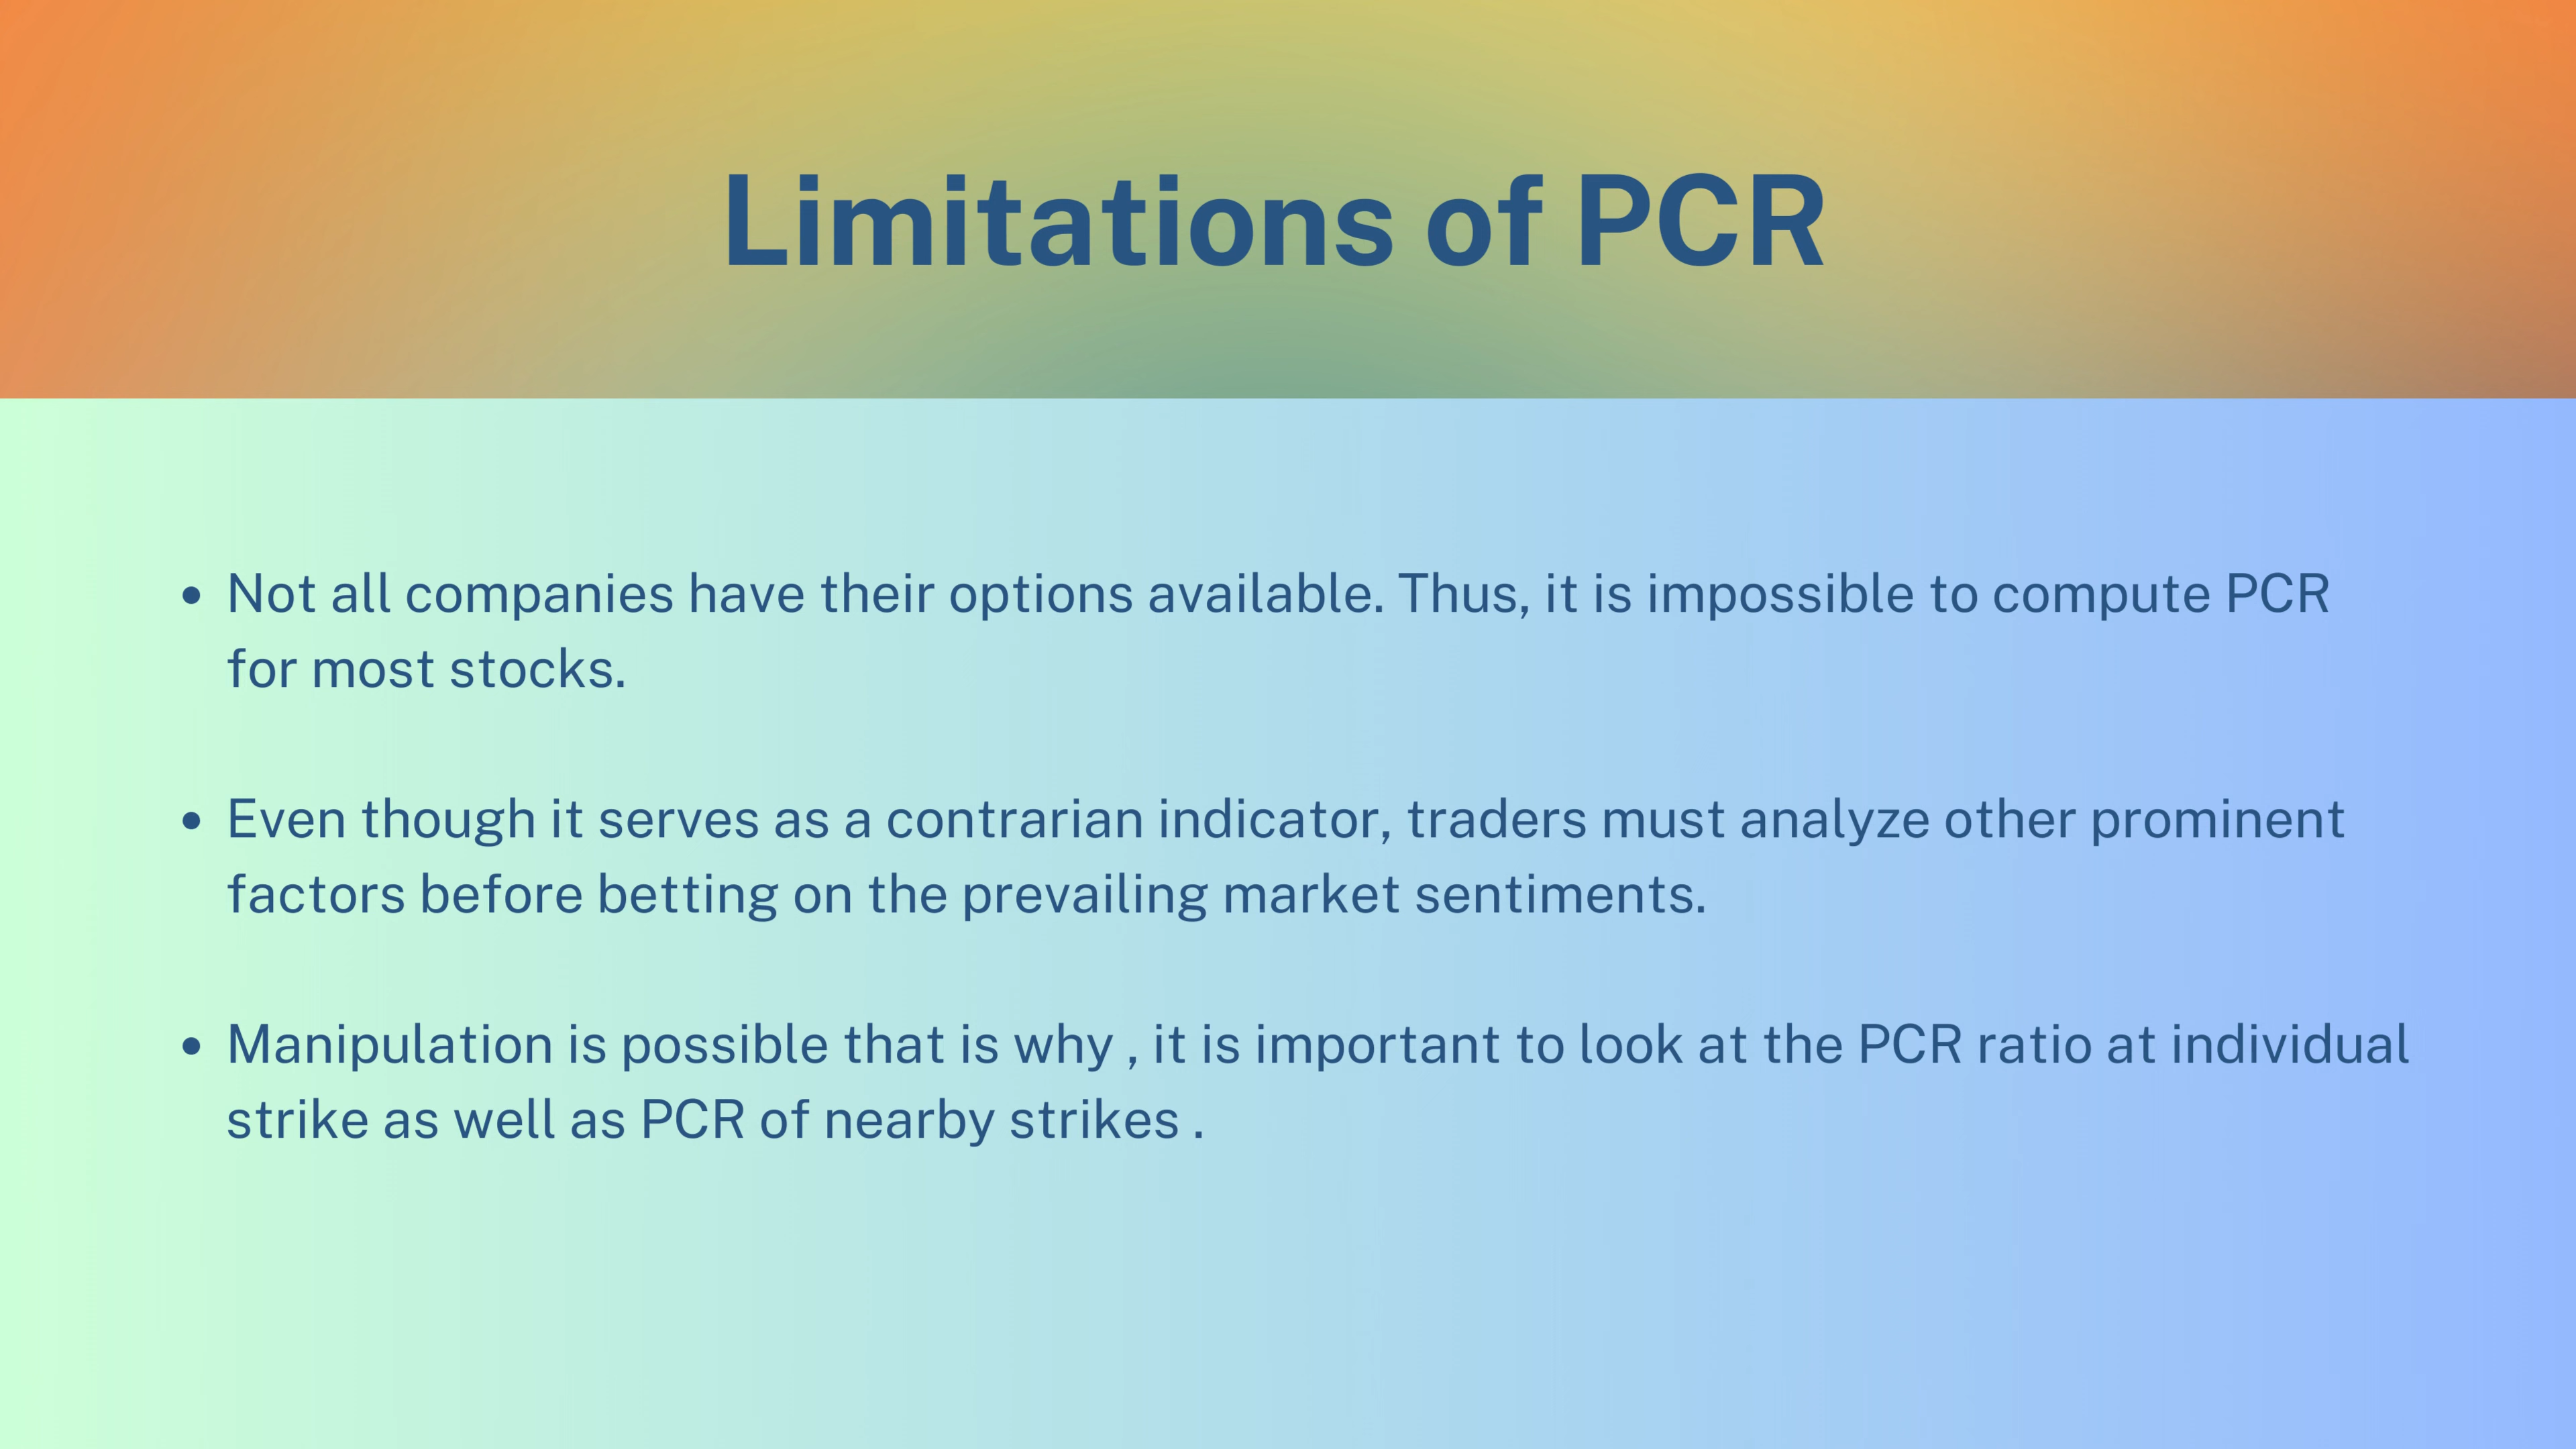 Limitations of PCR
• Not all companies have their options available. Thus, it is impossible to compute PCR
for most stocks.
• Even though it serves as a contrarian indicator, traders must analyze other prominent
factors before betting on the prevailing market sentiments.
• Manipulation is possible that is why , it is important to look at the PCR ratio at individual
strike as well as PCR of nearby strikes .